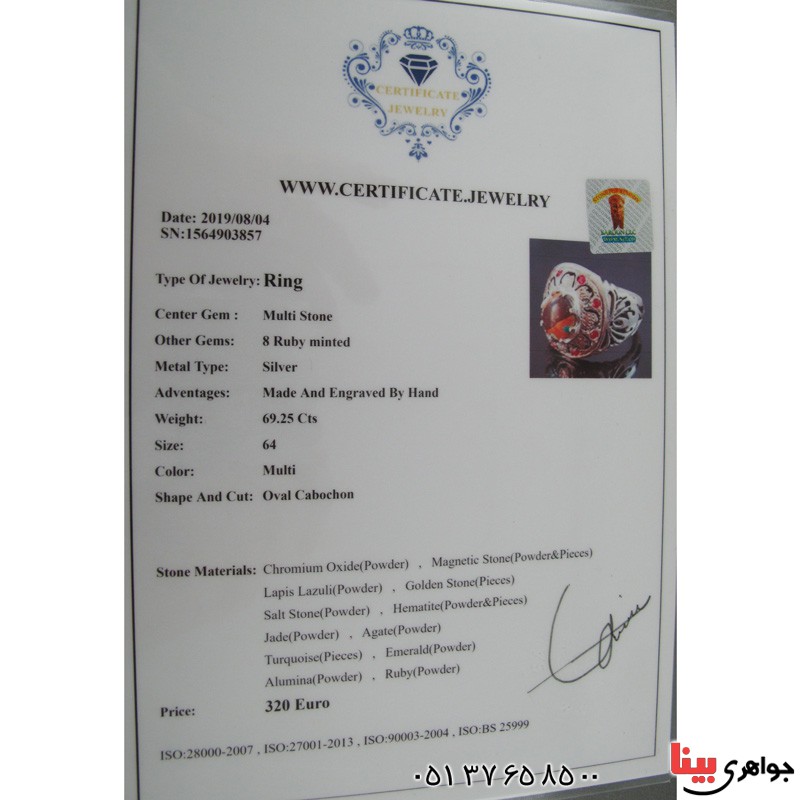 CERTIFICATE
JEWELRY
WWW.CERTIFICATE.JEWELRY
Date: 2019/08/04
SN:1564903857
Type Of Jewelry: Ring
Center Gem : Multi Stone
Other Gems: 8 Ruby minted
Metal Type: Silver
Adventages: Made And Engraved By Hand
Weight: 69.25 Cts
Size: 64
Color: Multi
Shape And Cut: Oval Cabochon
Stone Materials: Chromium Oxide(Powder) , Magnetic Stone(Powder&Pieces)
Lapis Lazuli(Powder) , Golden Stone(Pieces)
Salt Stone(Powder) , Hematite(Powder&Pieces)
Jade(Powder) , Agate(Powder)
Turquoise(Pieces) , Emerald(Powder)
Alumina(Powder) , Ruby(Powder)
Price: 320 Euro
ISO:28000-2007 , ISO:27001-2013 , ISO:90003-2004 , ISO:BS 25999
۰۵۱ ۳۷۶۵۸۵۰۰
جواهری بینا